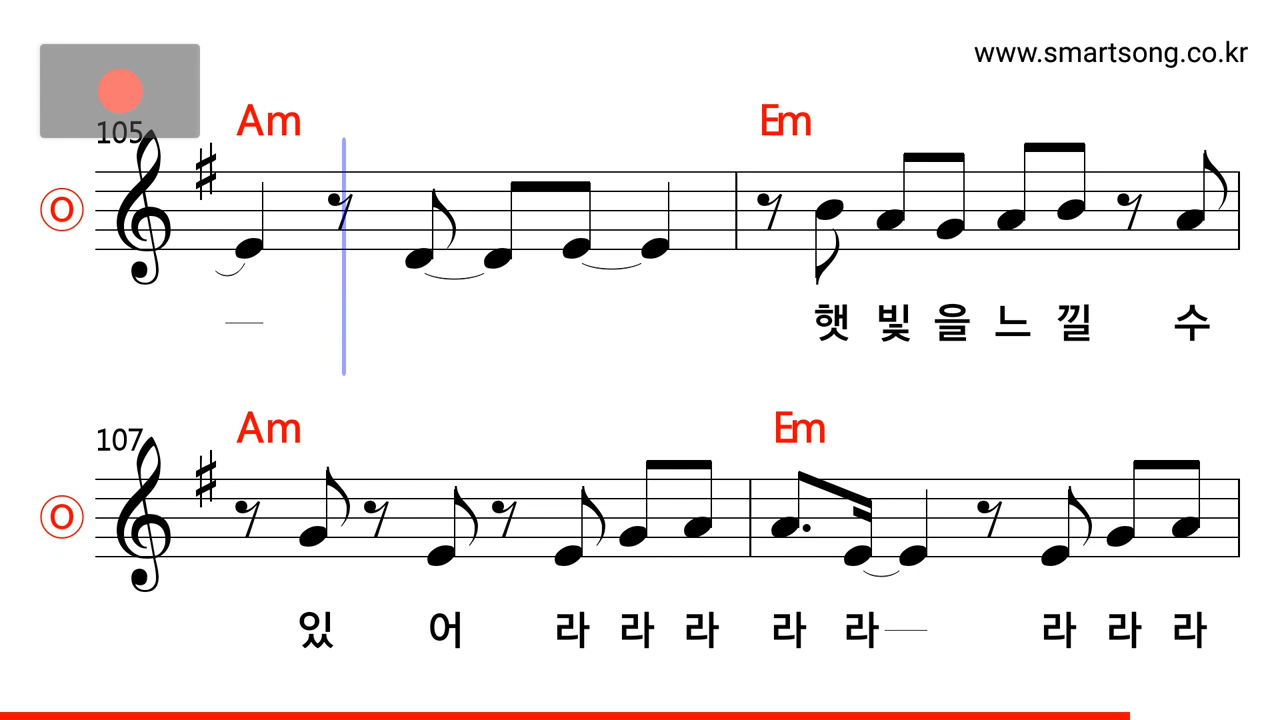 www.smartsong.co.kr
105 Am Em
O
햇 빛 을 느 낄 수
107 Am Em
O
있 어 라 라 라 라 라 라 라 라